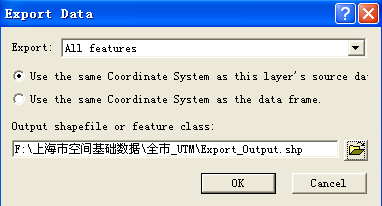 Export Data
Export: All features
Use the same Coordinate System as this layer's source
Use the same Coordinate System as the data frame.
Output shapefile or feature class:
F:\上海市空间基础数据\全市_UTM\Export_Output.shp
OK Cancel